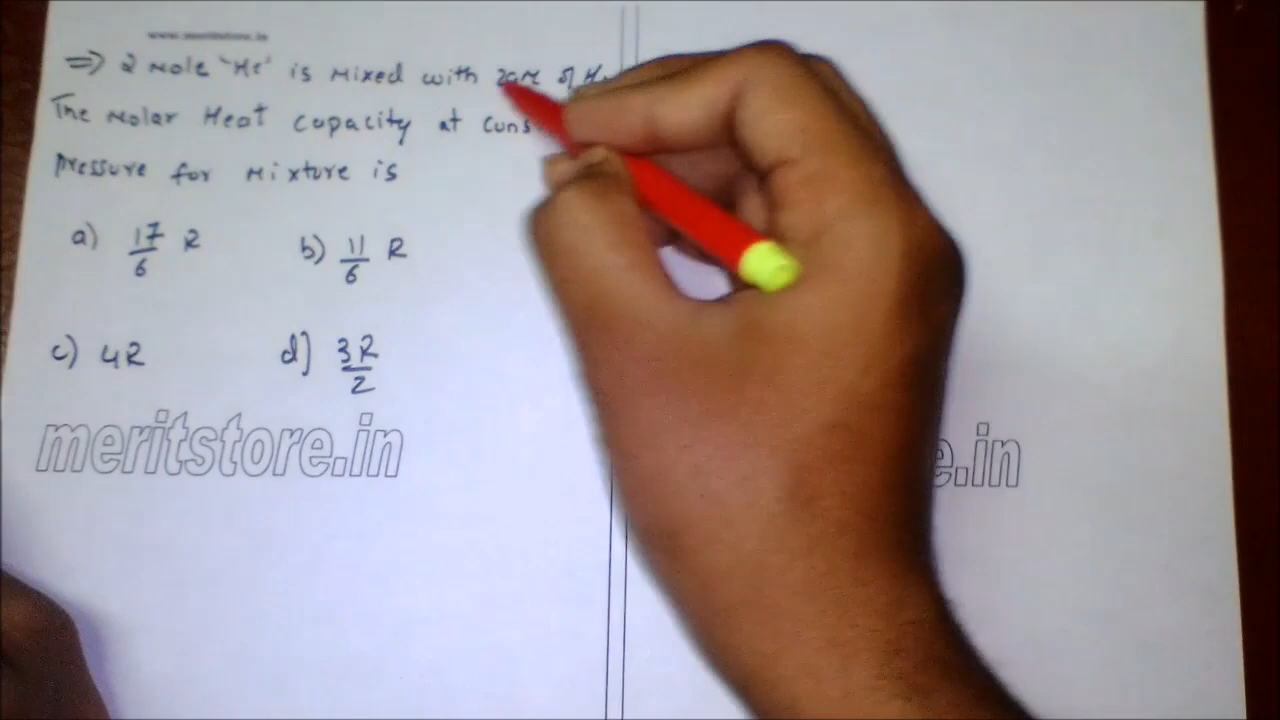 www.meritstore.in
=> 2 Mole "He" is Mixed with 2GM of H
The Molar Heat capacity at cons
Pressure for Mixture is
a) 17/6 R b) 11/6 R
c) 4R d) 3R/2
meritstore.in
e.in